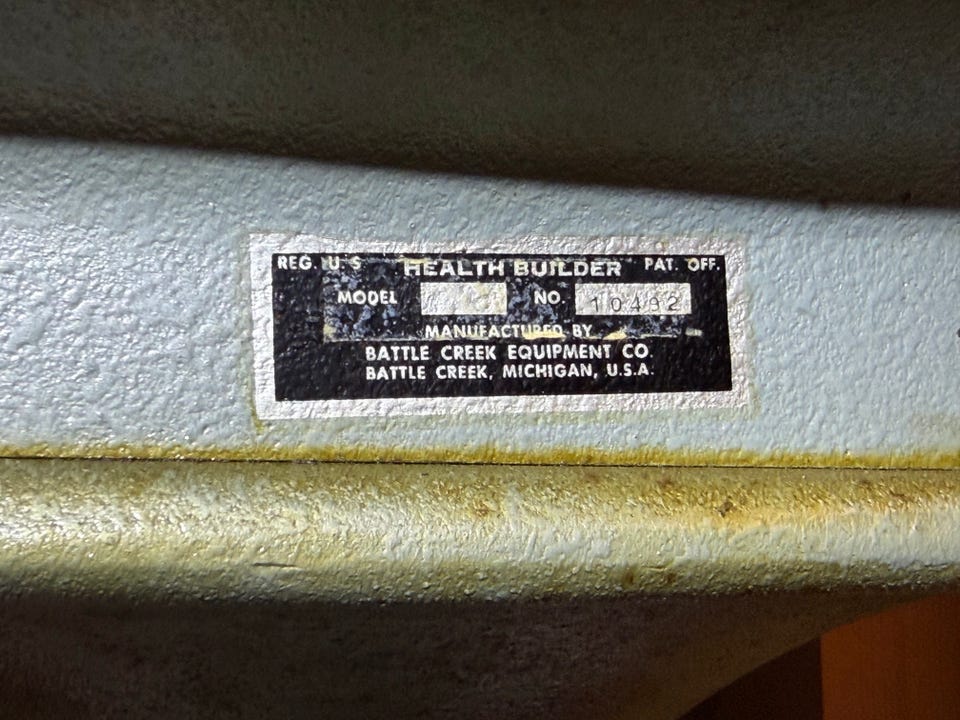 REG. U S HEALTH BUILDER PAT. OFF.
MODEL NO. 10492
MANUFACTURED BY
BATTLE CREEK EQUIPMENT CO.
BATTLE CREEK, MICHIGAN, U.S.A.